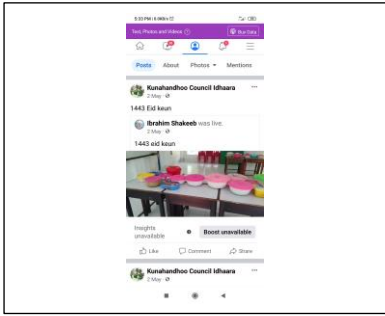 5:33 PM
Text, Photos and Videos
Buy Data
Posts About Photos Mentions
Kunahandhoo Council Idhaara
2 May
1443 Eid keun
Ibrahim Shakeeb was live.
2 May
1443 eid keun
Insights unavailable
Boost unavailable
Like Comment Share
Kunahandhoo Council Idhaara
2 May